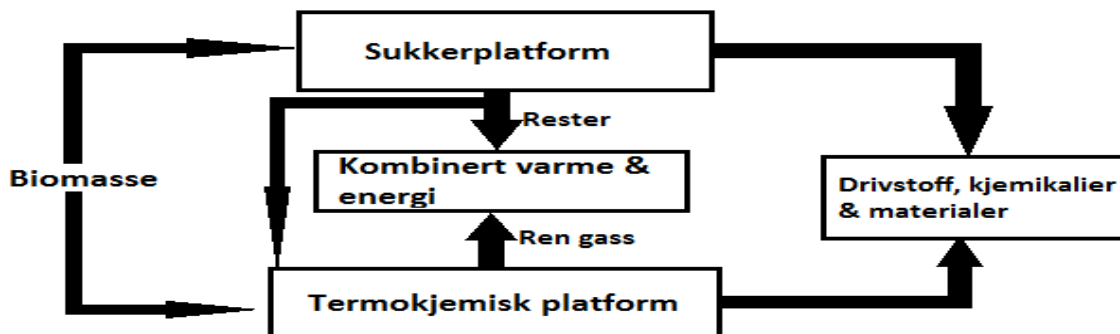 Sukkerplatform
Rester
Biomasse
Kombinert varme &
energi
Drivstoff, kjemikalier
& materialer
Ren gass
Termokjemisk platform